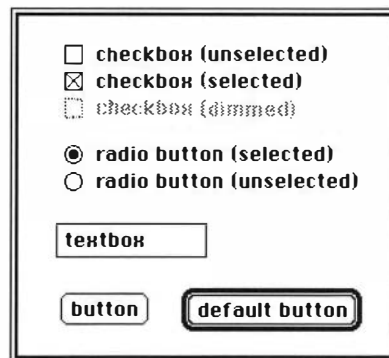 checkbox (unselected)
checkbox (selected)
checkbox (dimmed)
radio button (selected)
radio button (unselected)
textbox
button
default button